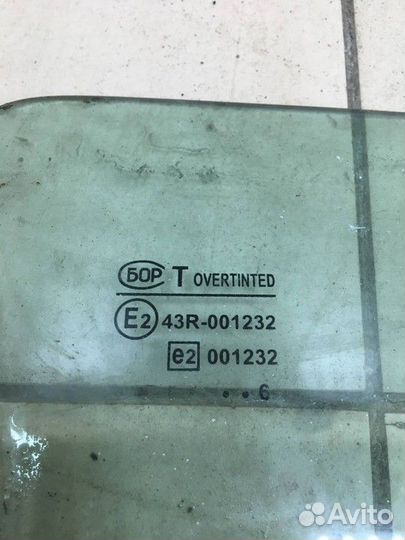 БОР T OVERTINTED
E2 43R-001232
e2 001232
. . 6
Avito